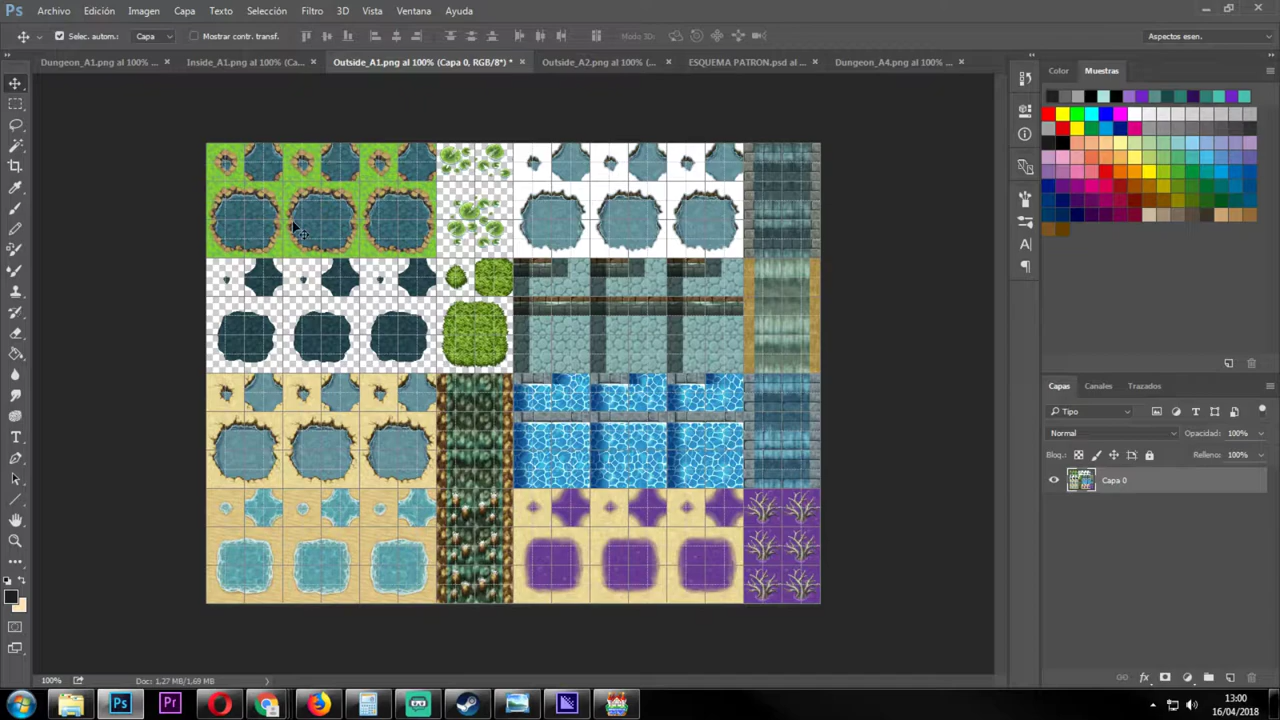 Ps Archivo Edición Imagen Capa Texto Selección Filtro 3D Vista Ventana Ayuda
Selec. autom.: Capa Mostrar contr. transf. Modo 3D: Aspectos esen.
Dungeon_A1.png al 100% ... × Inside_A1.png al 100% (Ca... × Outside_A1.png al 100% (Capa 0, RGB/8*) * × Outside_A2.png al 100% (... × ESQUEMA PATRON.psd al ... × Dungeon_A4.png al 100% ... ×
Color Muestras
Capas Canales Trazado
Tipo
Normal Opacidad: 100%
Bloq.: Relleno: 100%
Capa 0
100% Doc: 1,27 MB/1,69 MB
Ps Pr
13:00
16/04/2018